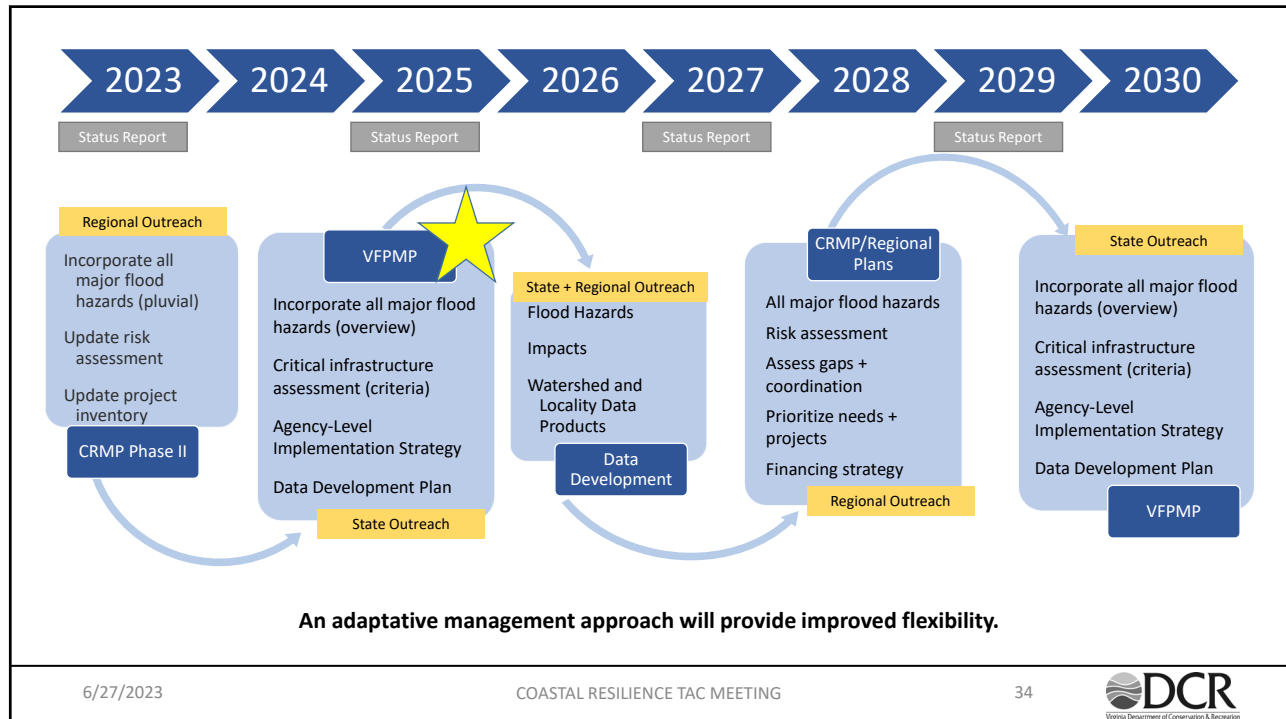 2023 2024 2025 2026 2027 2028 2029 2030
Status Report Status Report Status Report Status Report
Regional Outreach
Incorporate all
major flood
hazards (pluvial)
Update risk
assessment
Update project
inventory
CRMP Phase II
VFPMP
Incorporate all major flood
hazards (overview)
Critical infrastructure
assessment (criteria)
Agency-Level
Implementation Strategy
Data Development Plan
State Outreach
State + Regional Outreach
Flood Hazards
Impacts
Watershed and
Locality Data
Products
Data
Development
CRMP/Regional
Plans
All major flood hazards
Risk assessment
Assess gaps +
coordination
Prioritize needs +
projects
Financing strategy
Regional Outreach
State Outreach
Incorporate all major flood
hazards (overview)
Critical infrastructure
assessment (criteria)
Agency-Level
Implementation Strategy
Data Development Plan
VFPMP
An adaptative management approach will provide improved flexibility.
6/27/2023 COASTAL RESILIENCE TAC MEETING 34
DCR
Virginia Department of Conservation & Recreation